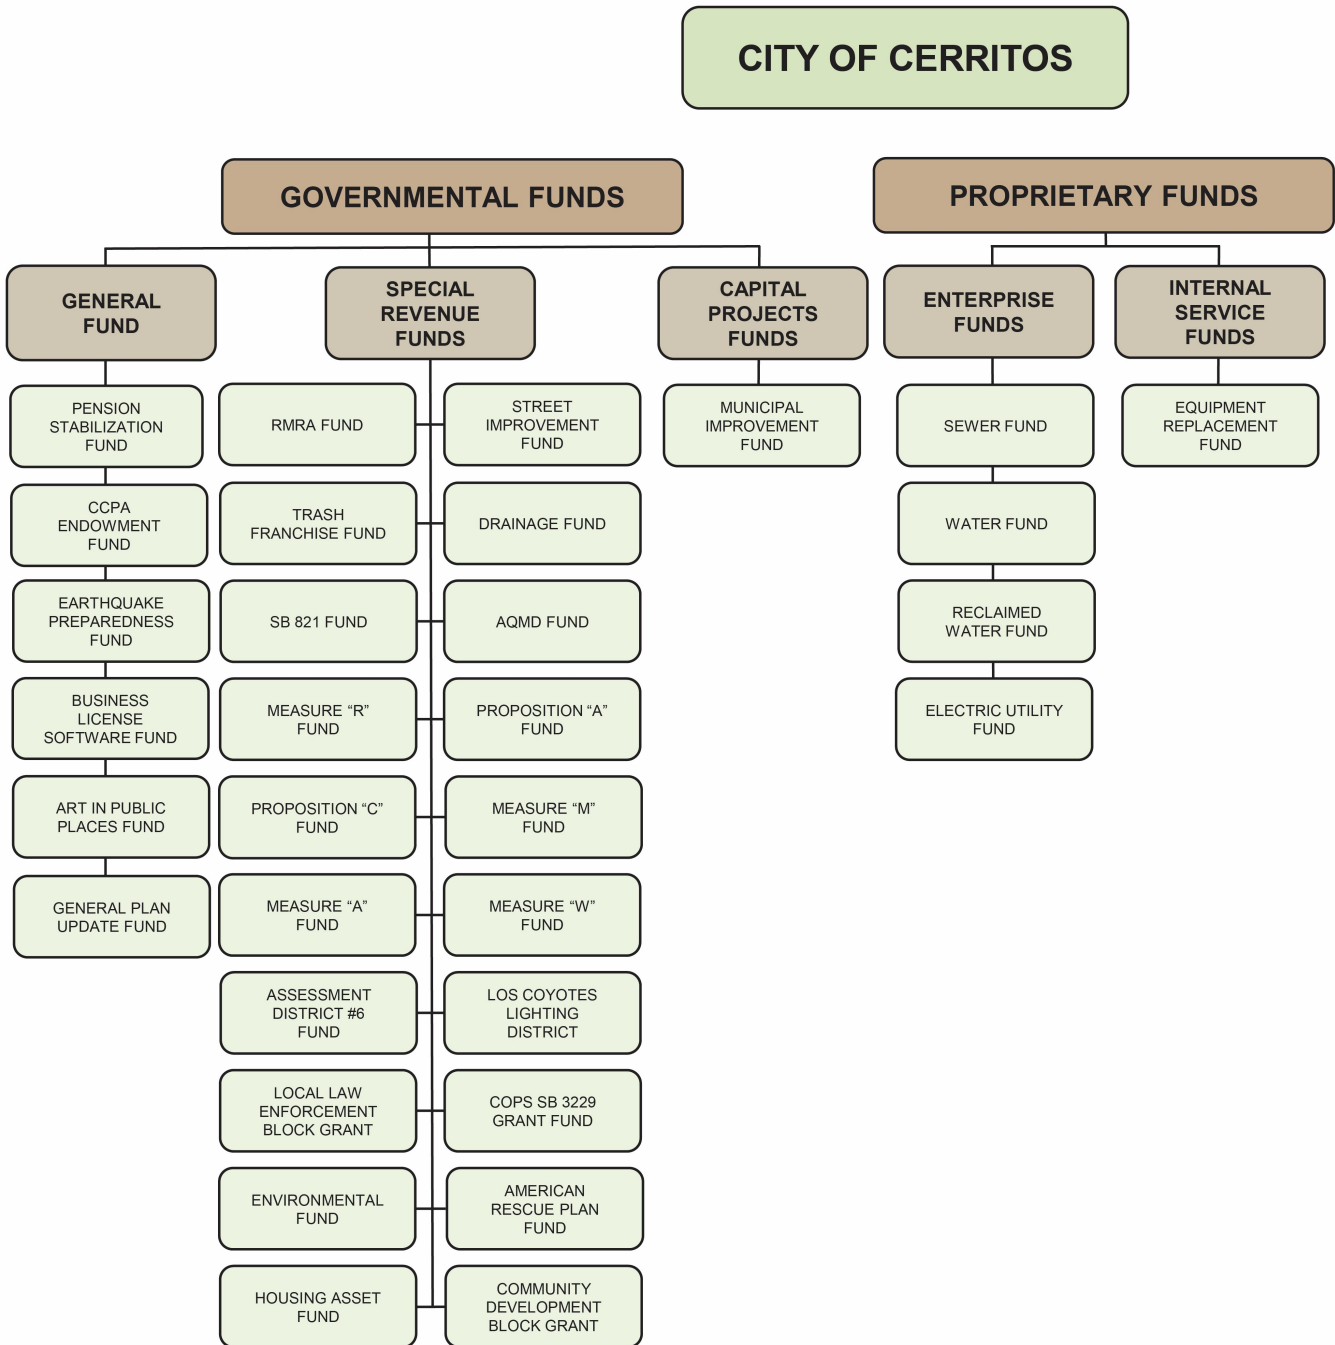 CITY OF CERRITOS
GOVERNMENTAL FUNDS
PROPRIETARY FUNDS
GENERAL
FUND
SPECIAL
REVENUE
FUNDS
CAPITAL
PROJECTS
FUNDS
ENTERPRISE
FUNDS
INTERNAL
SERVICE
FUNDS
PENSION
STABILIZATION
FUND
CCPA
ENDOWMENT
FUND
EARTHQUAKE
PREPAREDNESS
FUND
BUSINESS
LICENSE
SOFTWARE FUND
ART IN PUBLIC
PLACES FUND
GENERAL PLAN
UPDATE FUND
RMRA FUND
STREET
IMPROVEMENT
FUND
TRASH
FRANCHISE FUND
DRAINAGE FUND
SB 821 FUND
AQMD FUND
MEASURE “R”
FUND
PROPOSITION “A”
FUND
PROPOSITION “C”
FUND
MEASURE “M”
FUND
MEASURE “A”
FUND
MEASURE “W”
FUND
ASSESSMENT
DISTRICT #6
FUND
LOS COYOTES
LIGHTING
DISTRICT
LOCAL LAW
ENFORCEMENT
BLOCK GRANT
COPS SB 3229
GRANT FUND
ENVIRONMENTAL
FUND
AMERICAN
RESCUE PLAN
FUND
HOUSING ASSET
FUND
COMMUNITY
DEVELOPMENT
BLOCK GRANT
MUNICIPAL
IMPROVEMENT
FUND
SEWER FUND
WATER FUND
RECLAIMED
WATER FUND
ELECTRIC UTILITY
FUND
EQUIPMENT
REPLACEMENT
FUND